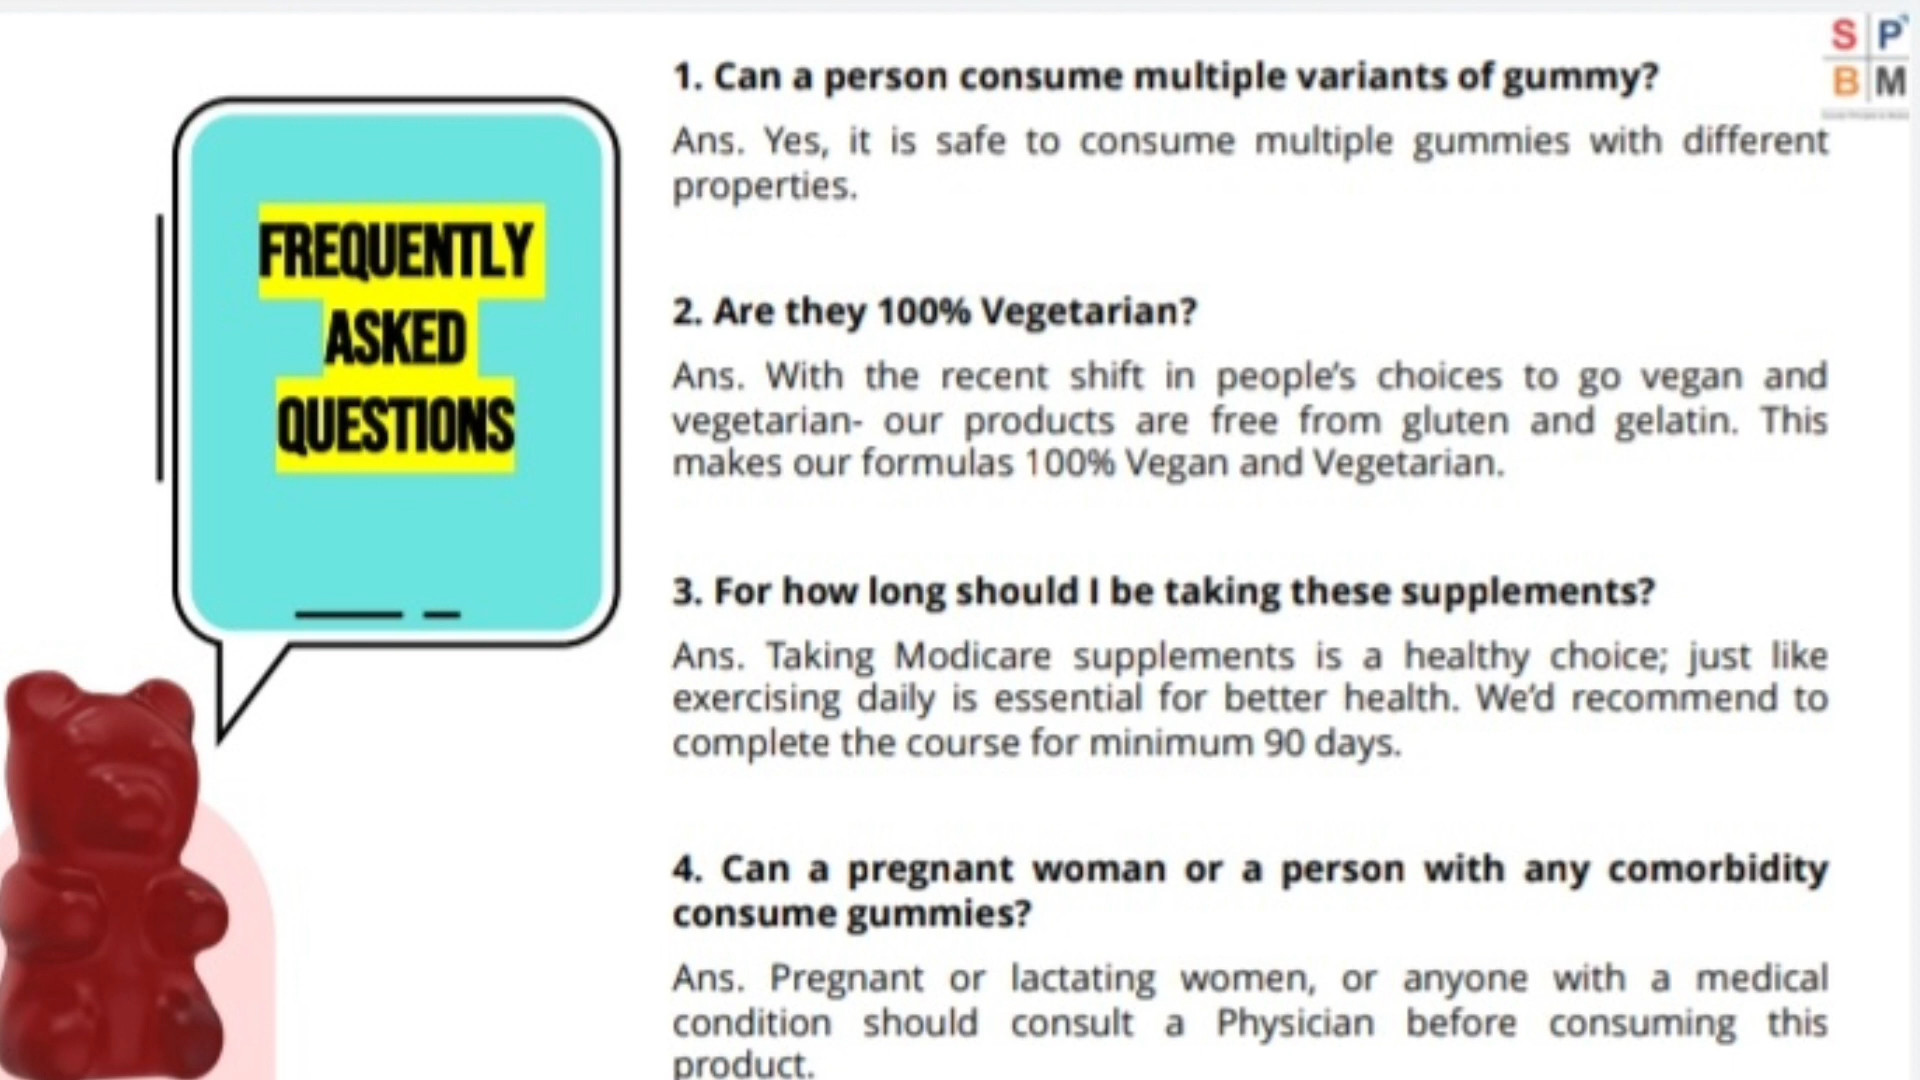 S P
B M
FREQUENTLY
ASKED
QUESTIONS
1. Can a person consume multiple variants of gummy?
Ans. Yes, it is safe to consume multiple gummies with different
properties.
2. Are they 100% Vegetarian?
Ans. With the recent shift in people's choices to go vegan and
vegetarian- our products are free from gluten and gelatin. This
makes our formulas 100% Vegan and Vegetarian.
3. For how long should I be taking these supplements?
Ans. Taking Modicare supplements is a healthy choice; just like
exercising daily is essential for better health. We'd recommend to
complete the course for minimum 90 days.
4. Can a pregnant woman or a person with any comorbidity
consume gummies?
Ans. Pregnant or lactating women, or anyone with a medical
condition should consult a Physician before consuming this
product.